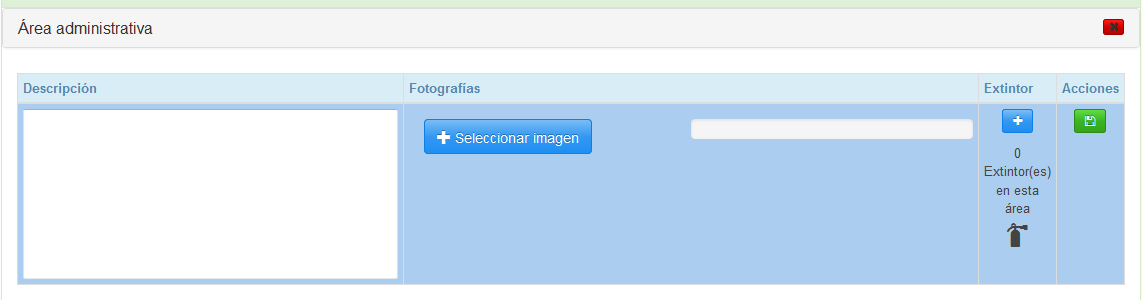 Área administrativa
Descripción
Fotografías
Extintor
Acciones
Seleccionar imagen
0
Extintor(es)
en esta
área